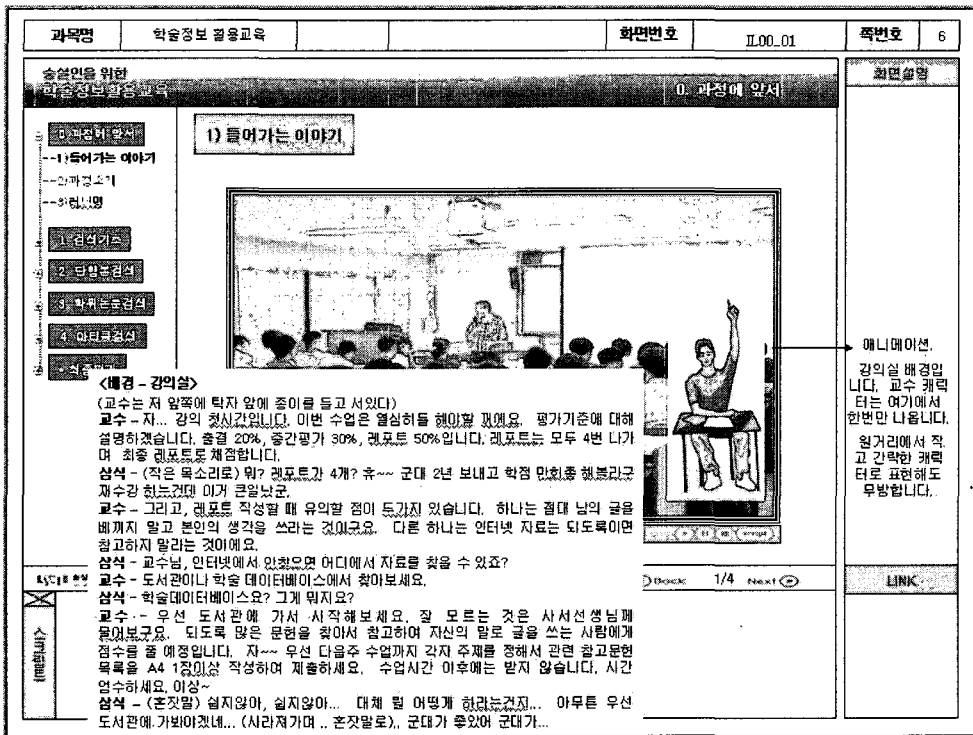 과목명 학술정보 활용교육 화면번호 IL00_01 쪽번호 6
술설인을 위한
학술정보활용교육
0. 과정에 앞서
화면설명
0 과정에 앞서
1) 들어가는 이야기
--1)들어가는 이야기
--2)과정소개
1 검색기초
2 단행본검색
3 학위논문검색
4 아티클검색
애니메이션.
강의실 배경입
니다. 교수 캐릭
터는 여기에서
한번만 나옵니다.
원거리에서 작
고 간략한 캐릭
터로 표현해도
무방합니다.
<배경 - 강의실>
(교수는 저 앞쪽에 탁자 앞에 종이를 들고 서있다)
교수 - 자... 강의 첫시간입니다. 이번 수업은 열심히들 해야할 꺼에요. 평가기준에 대해
설명하겠습니다. 출결 20%, 중간평가 30%, 레포트 50%입니다. 레포트는 모두 4번 나가
며 최종 레포트로 채점합니다.
삼식 - (작은 목소리로) 뭐? 레포트가 4개? 휴~~ 군대 2년 보내고 학점 만회좀 해볼라구
재수강 하는건데 이거 큰일났군.
교수 - 그리고, 레포트 작성할 때 유의할 점이 두가지 있습니다. 하나는 절대 남의 글을
베끼지 말고 본인의 생각을 쓰라는 것이구요. 다른 하나는 인터넷 자료는 되도록이면
참고하지 말라는 것이에요.
삼식 - 교수님, 인터넷에서 안찾으면 어디에서 자료를 찾을 수 있죠?
교수 - 도서관이나 학술 데이터베이스에서 찾아보세요.
삼식 - 학술데이터베이스요? 그게 뭐지요?
교수 - 우선 도서관에 가서 시작해보세요. 잘 모르는 것은 사서선생님께
물어보구요. 되도록 많은 문헌을 찾아서 참고하여 자신의 말로 글을 쓰는 사람에게
점수를 줄 예정입니다. 자~~ 우선 다음주 수업까지 각자 주제를 정해서 관련 참고문헌
목록을 A4 1장이상 작성하여 제출하세요. 수업시간 이후에는 받지 않습니다. 시간
엄수하세요. 이상~
삼식 - (혼잣말) 쉽지않아, 쉽지않아... 대체 뭘 어떻게 하라는건지... 아무튼 우선
도서관에 가봐야겠네... (사라져가며 .. 혼잣말로).. 군대가 좋았어 군대가...
Back 1/4 Next
LINK